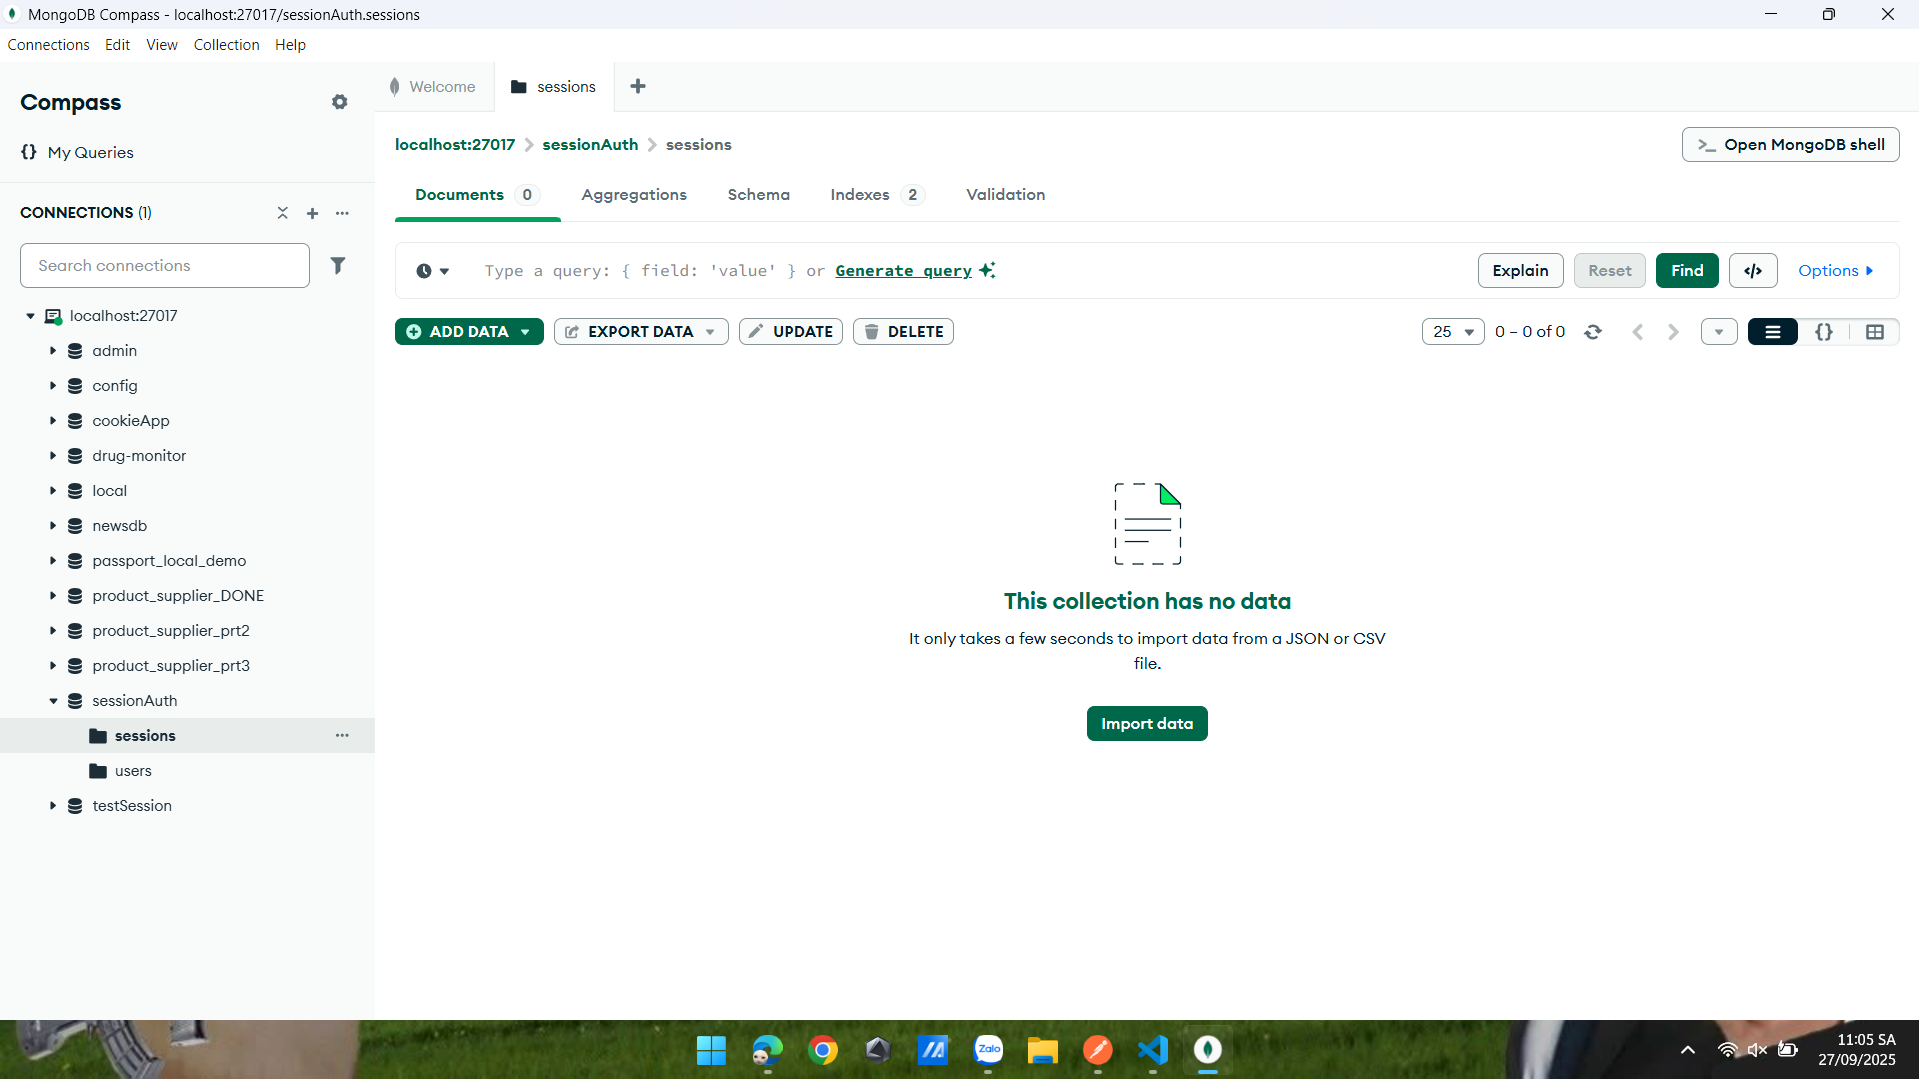 MongoDB Compass - localhost:27017/sessionAuth.sessions
Connections Edit View Collection Help
Compass
My Queries
CONNECTIONS (1)
Search connections
localhost:27017
admin
config
cookieApp
drug-monitor
local
newsdb
passport_local_demo
product_supplier_DONE
product_supplier_prt2
product_supplier_prt3
sessionAuth
sessions
users
testSession
Welcome
sessions
localhost:27017 sessionAuth sessions
Open MongoDB shell
Documents 0 Aggregations Schema Indexes 2 Validation
Type a query: { field: 'value' } or Generate query
Explain Reset Find </> Options
ADD DATA EXPORT DATA UPDATE DELETE
25 0 – 0 of 0 {}
This collection has no data
It only takes a few seconds to import data from a JSON or CSV
file.
Import data
Zalo
11:05 SA
27/09/2025